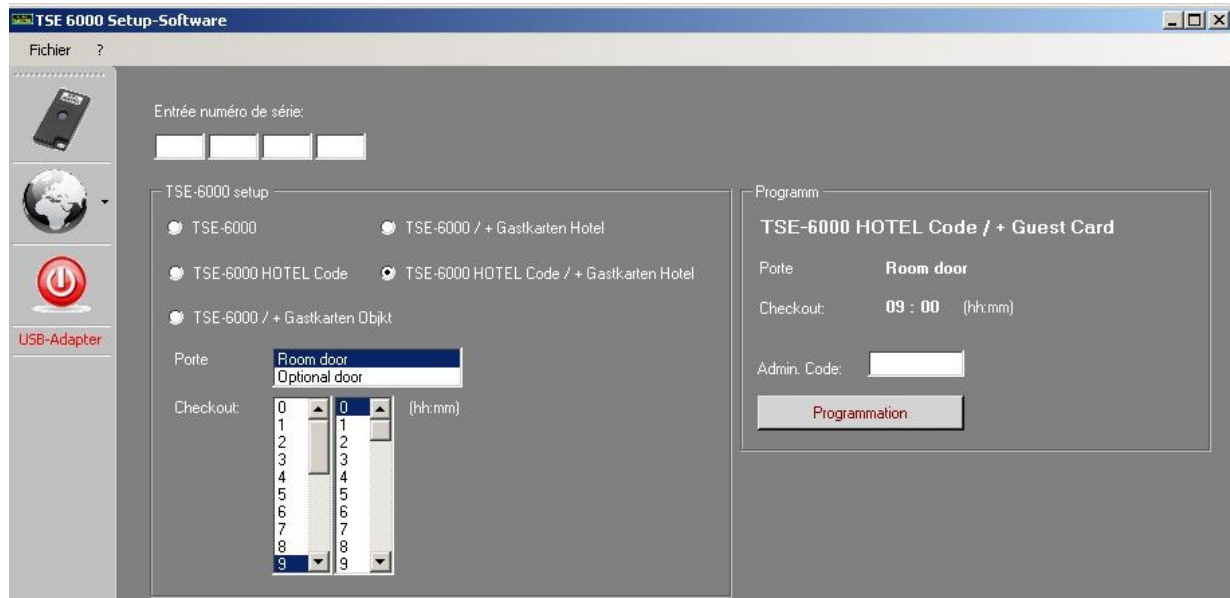 TSE 6000 Setup-Software
Fichier ?
USB-Adapter
Entrée numéro de série:
TSE-6000 setup
TSE-6000
TSE-6000 / + Gastkarten Hotel
TSE-6000 HOTEL Code
TSE-6000 HOTEL Code / + Gastkarten Hotel
TSE-6000 / + Gastkarten Objkt
Porte
Room door
Optional door
Checkout:
0
1
2
3
4
5
6
7
8
9
0
1
2
3
4
5
6
7
8
9
(hh:mm)
Programm
TSE-6000 HOTEL Code / + Guest Card
Porte Room door
Checkout: 09 : 00 (hh:mm)
Admin. Code:
Programmation